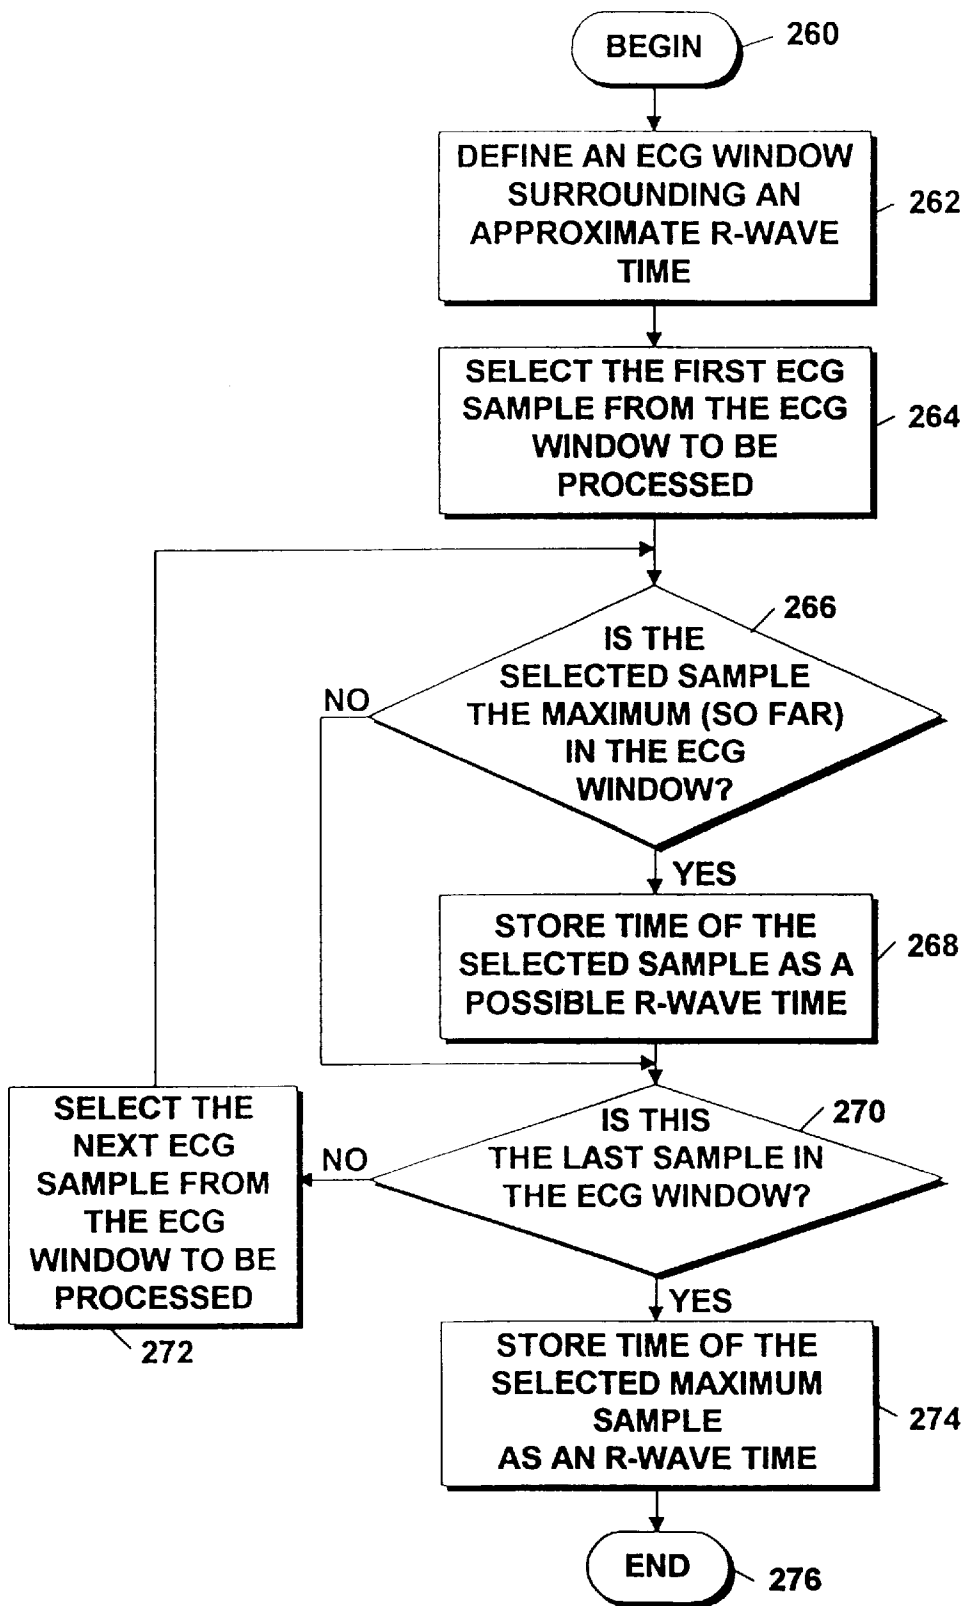 BEGIN
260
DEFINE AN ECG WINDOW
SURROUNDING AN
APPROXIMATE R-WAVE
TIME
262
SELECT THE FIRST ECG
SAMPLE FROM THE ECG
WINDOW TO BE
PROCESSED
264
266
IS THE
SELECTED SAMPLE
THE MAXIMUM (SO FAR)
IN THE ECG
WINDOW?
NO
YES
STORE TIME OF THE
SELECTED SAMPLE AS A
POSSIBLE R-WAVE TIME
268
270
IS THIS
THE LAST SAMPLE IN
THE ECG WINDOW?
NO
SELECT THE
NEXT ECG
SAMPLE FROM
THE ECG
WINDOW TO BE
PROCESSED
272
YES
STORE TIME OF THE
SELECTED MAXIMUM
SAMPLE
AS AN R-WAVE TIME
274
END
276